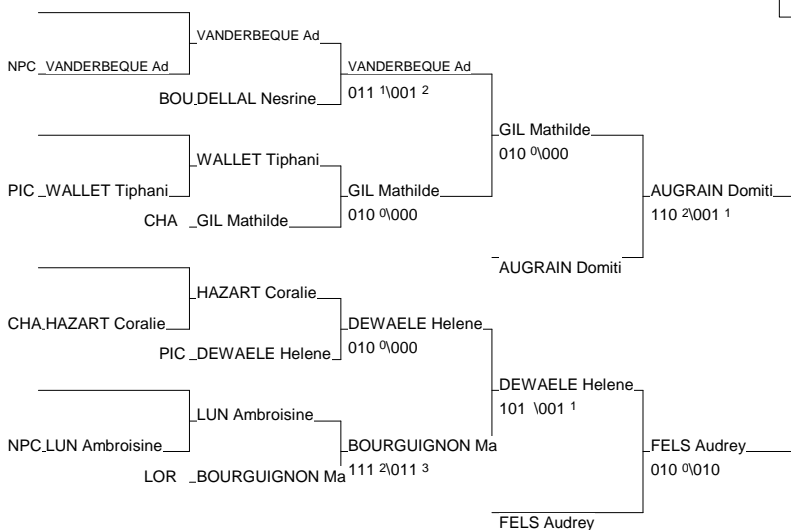 VANDERBEQUE Ad
NPC VANDERBEQUE Ad
VANDERBEQUE Ad
BOU DELLAL Nesrine
011 1\001 2
GIL Mathilde
010 0\000
WALLET Tiphani
PIC WALLET Tiphani
GIL Mathilde
010 0\000
AUGRAIN Domiti
110 2\001 1
CHA GIL Mathilde
AUGRAIN Domiti
HAZART Coralie
CHA HAZART Coralie
DEWAELE Helene
010 0\000
PIC DEWAELE Helene
DEWAELE Helene
101 \001 1
LUN Ambroisine
NPC LUN Ambroisine
BOURGUIGNON Ma
111 2\011 3
FELS Audrey
010 0\010
LOR BOURGUIGNON Ma
FELS Audrey